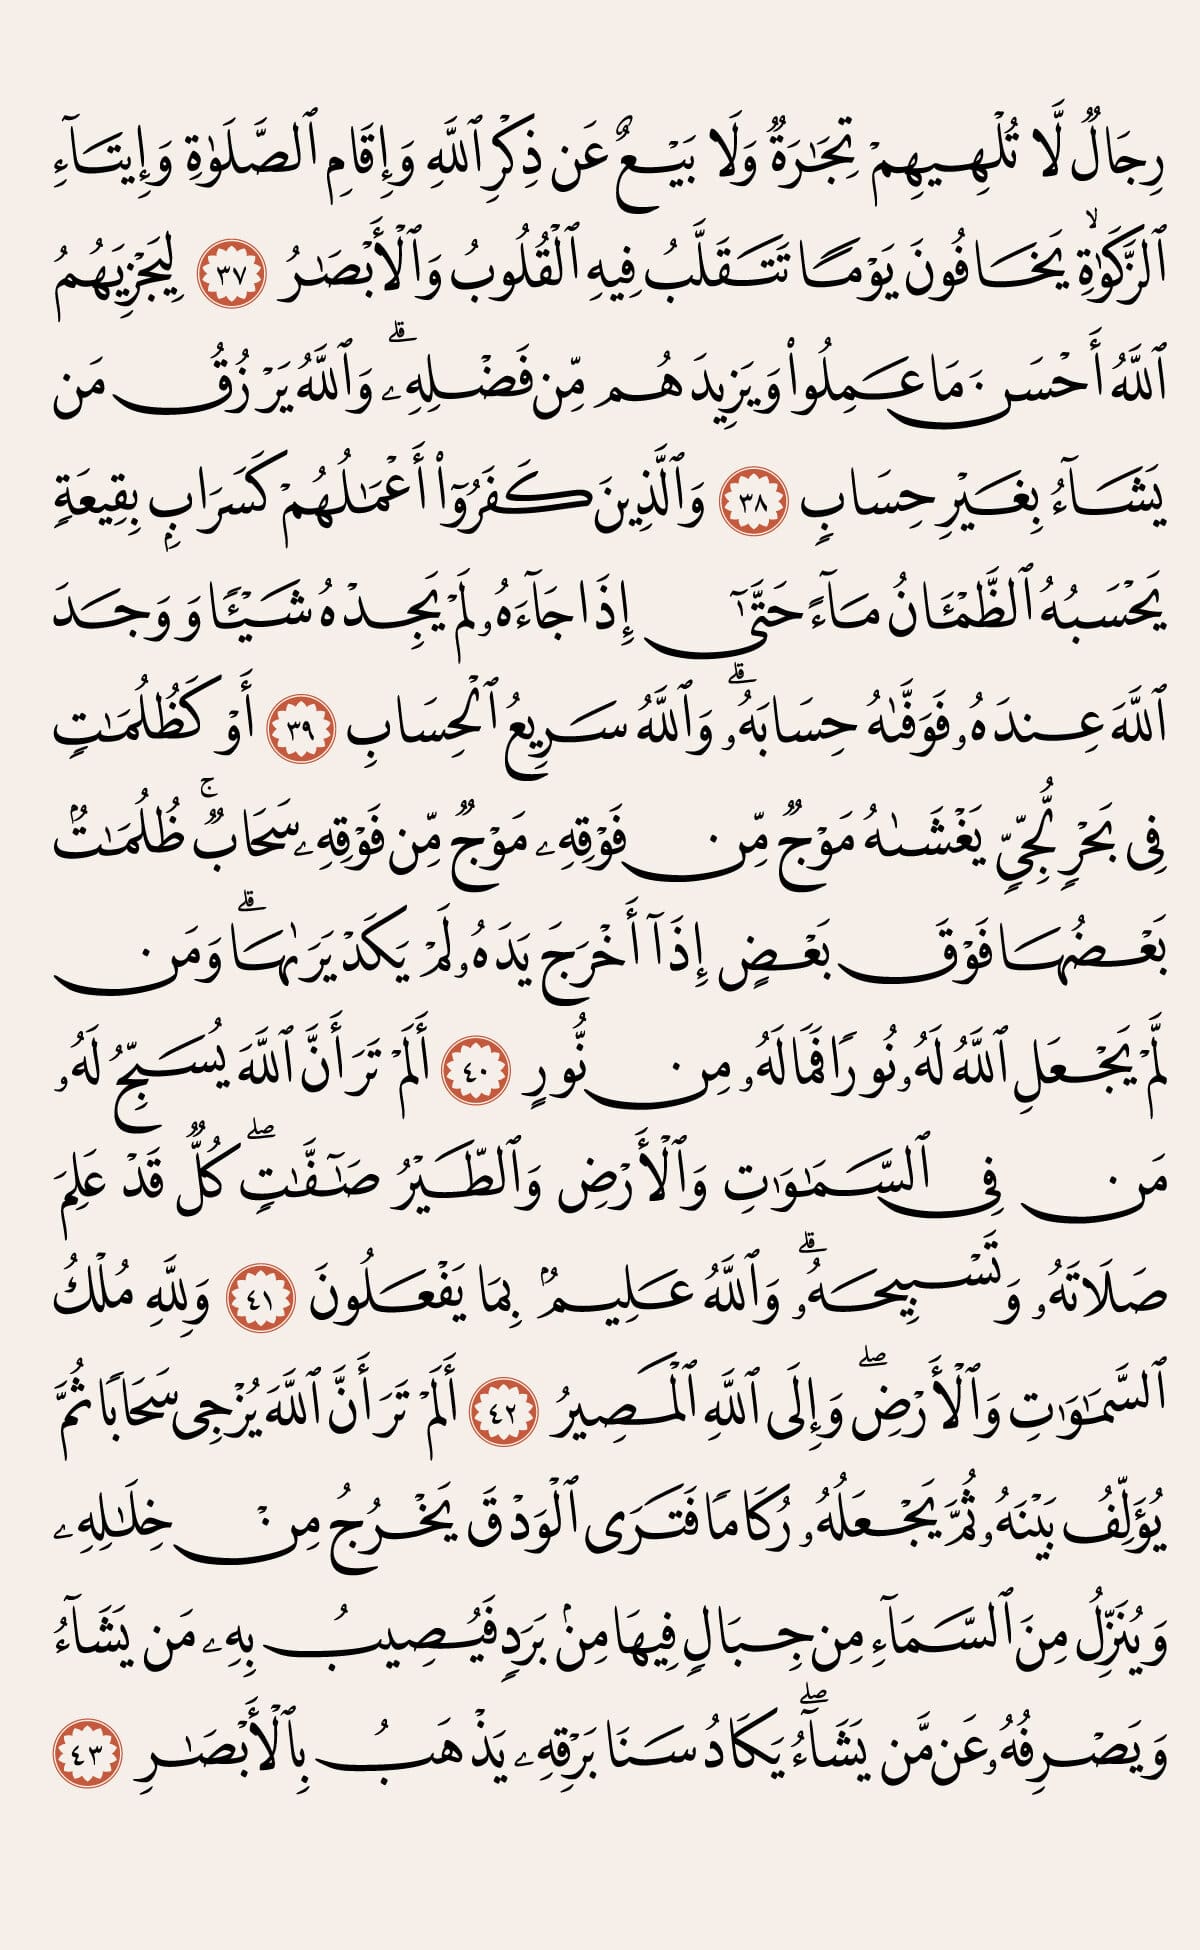 رِجَالٌ لَّا تُلْهِيهِمْ تِجَٰرَةٌ وَلَا بَيْعٌ عَن ذِكْرِ ٱللَّهِ وَإِقَامِ ٱلصَّلَوٰةِ وَإِيتَآءِ
ٱلزَّكَوٰةِ ۙ يَخَافُونَ يَوْمًا تَتَقَلَّبُ فِيهِ ٱلْقُلُوبُ وَٱلْأَبْصَٰرُ ٣٧ لِيَجْزِيَهُمُ
ٱللَّهُ أَحْسَنَ مَا عَمِلُوا۟ وَيَزِيدَهُم مِّن فَضْلِهِۦ ۗ وَٱللَّهُ يَرْزُقُ مَن
يَشَآءُ بِغَيْرِ حِسَابٍ ٣٨ وَٱلَّذِينَ كَفَرُوٓا۟ أَعْمَٰلُهُمْ كَسَرَابٍۭ بِقِيعَةٍ
يَحْسَبُهُ ٱلظَّمْـَٔانُ مَآءً حَتَّىٰٓ إِذَا جَآءَهُۥ لَمْ يَجِدْهُ شَيْـًٔا وَوَجَدَ
ٱللَّهَ عِندَهُۥ فَوَفَّىٰهُ حِسَابَهُۥ ۗ وَٱللَّهُ سَرِيعُ ٱلْحِسَابِ ٣٩ أَوْ كَظُلُمَٰتٍ
فِى بَحْرٍ لُّجِّىٍّ يَغْشَىٰهُ مَوْجٌ مِّن فَوْقِهِۦ مَوْجٌ مِّن فَوْقِهِۦ سَحَابٌ ۚ ظُلُمَٰتٌۢ
بَعْضُهَا فَوْقَ بَعْضٍ إِذَآ أَخْرَجَ يَدَهُۥ لَمْ يَكَدْ يَرَىٰهَا ۗ وَمَن
لَّمْ يَجْعَلِ ٱللَّهُ لَهُۥ نُورًا فَمَا لَهُۥ مِن نُّورٍ ٤٠ أَلَمْ تَرَ أَنَّ ٱللَّهَ يُسَبِّحُ لَهُۥ
مَن فِى ٱلسَّمَٰوَٰتِ وَٱلْأَرْضِ وَٱلطَّيْرُ صَٰٓفَّٰتٍ ۖ كُلٌّ قَدْ عَلِمَ
صَلَاتَهُۥ وَتَسْبِيحَهُۥ ۗ وَٱللَّهُ عَلِيمٌۢ بِمَا يَفْعَلُونَ ٤١ وَلِلَّهِ مُلْكُ
ٱلسَّمَٰوَٰتِ وَٱلْأَرْضِ ۖ وَإِلَى ٱللَّهِ ٱلْمَصِيرُ ٤٢ أَلَمْ تَرَ أَنَّ ٱللَّهَ يُزْجِى سَحَابًا ثُمَّ
يُؤَلِّفُ بَيْنَهُۥ ثُمَّ يَجْعَلُهُۥ رُكَامًا فَتَرَى ٱلْوَدْقَ يَخْرُجُ مِنْ خِلَٰلِهِۦ
وَيُنَزِّلُ مِنَ ٱلسَّمَآءِ مِن جِبَالٍ فِيهَا مِنۢ بَرَدٍ فَيُصِيبُ بِهِۦ مَن يَشَآءُ
وَيَصْرِفُهُۥ عَن مَّن يَشَآءُ ۖ يَكَادُ سَنَا بَرْقِهِۦ يَذْهَبُ بِٱلْأَبْصَٰرِ ٤٣